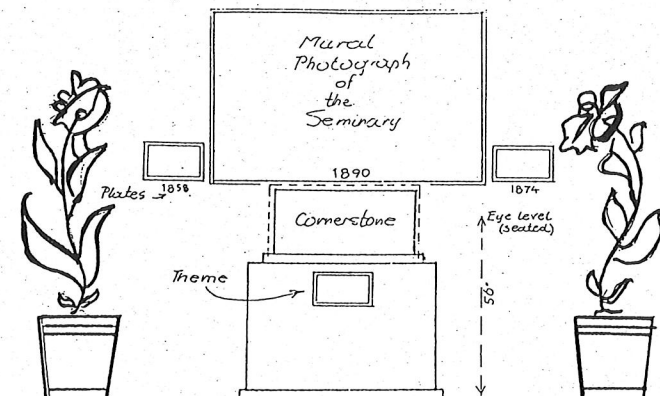 Mural
Photograph
of
the
Seminary
1890
Plates
1858
1874
Cornerstone
Eye level
(seated)
Theme
50"